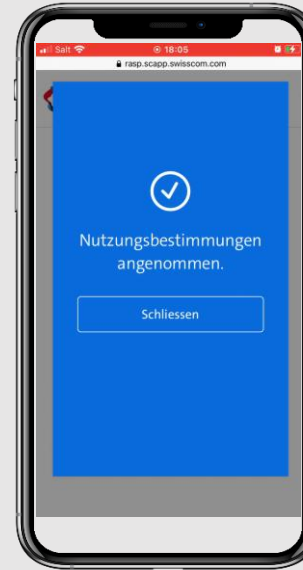 Salt 18:05
rasp.scapp.swisscom.com
Nutzungsbestimmungen
angenommen.
Schliessen